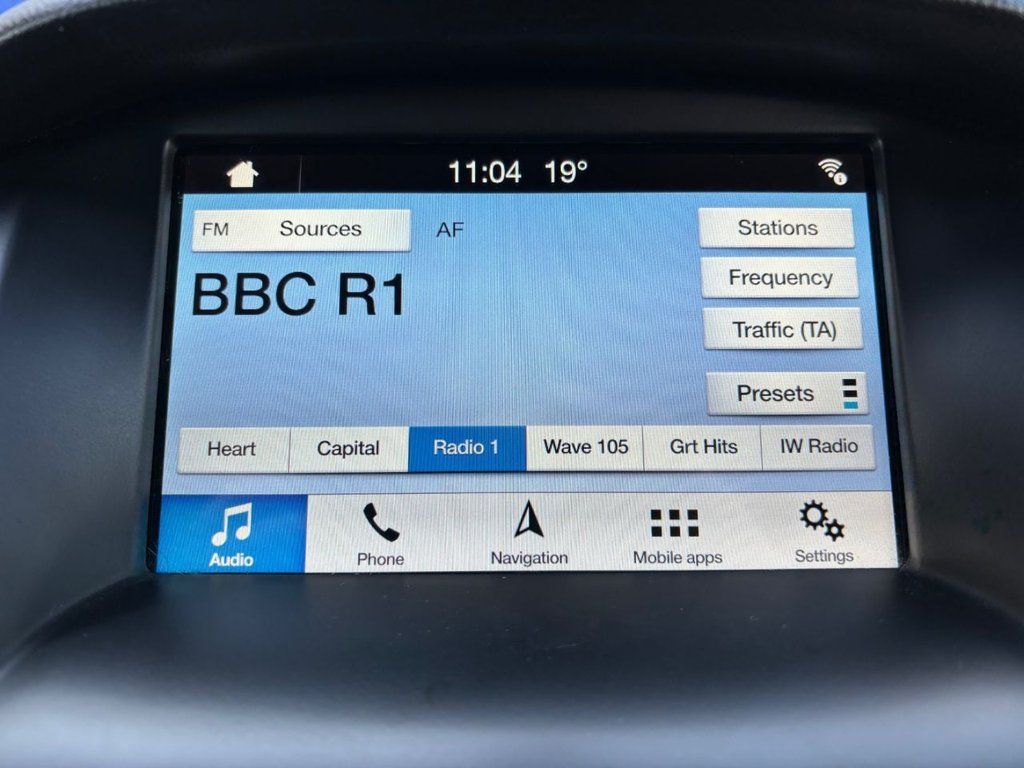 11:04 19°
FM Sources AF Stations
BBC R1
Frequency
Traffic (TA)
Presets
Heart Capital Radio 1 Wave 105 Grt Hits IW Radio
Audio Phone Navigation Mobile apps Settings